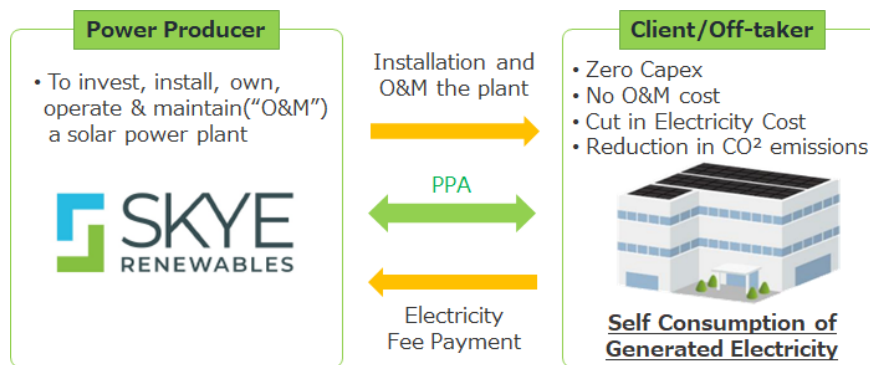 Power Producer
• To invest, install, own,
operate & maintain(“O&M”)
a solar power plant
SKYE
RENEWABLES
Installation and
O&M the plant
PPA
Electricity
Fee Payment
Client/Off-taker
• Zero Capex
• No O&M cost
• Cut in Electricity Cost
• Reduction in CO² emissions
Self Consumption of
Generated Electricity